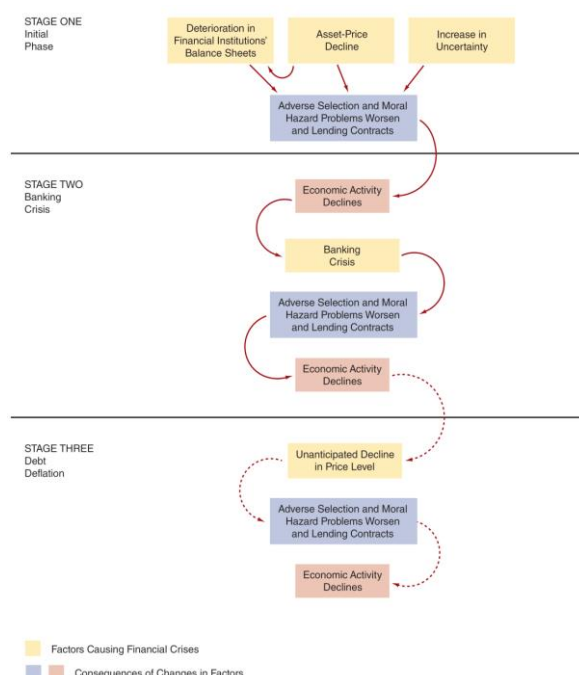 STAGE ONE
Initial
Phase
Deterioration in
Financial Institutions'
Balance Sheets
Asset-Price
Decline
Increase in
Uncertainty
Adverse Selection and Moral
Hazard Problems Worsen
and Lending Contracts
STAGE TWO
Banking
Crisis
Economic Activity
Declines
Banking
Crisis
Adverse Selection and Moral
Hazard Problems Worsen
and Lending Contracts
Economic Activity
Declines
STAGE THREE
Debt
Deflation
Unanticipated Decline
in Price Level
Adverse Selection and Moral
Hazard Problems Worsen
and Lending Contracts
Economic Activity
Declines
Factors Causing Financial Crises
Consequences of Changes in Factors